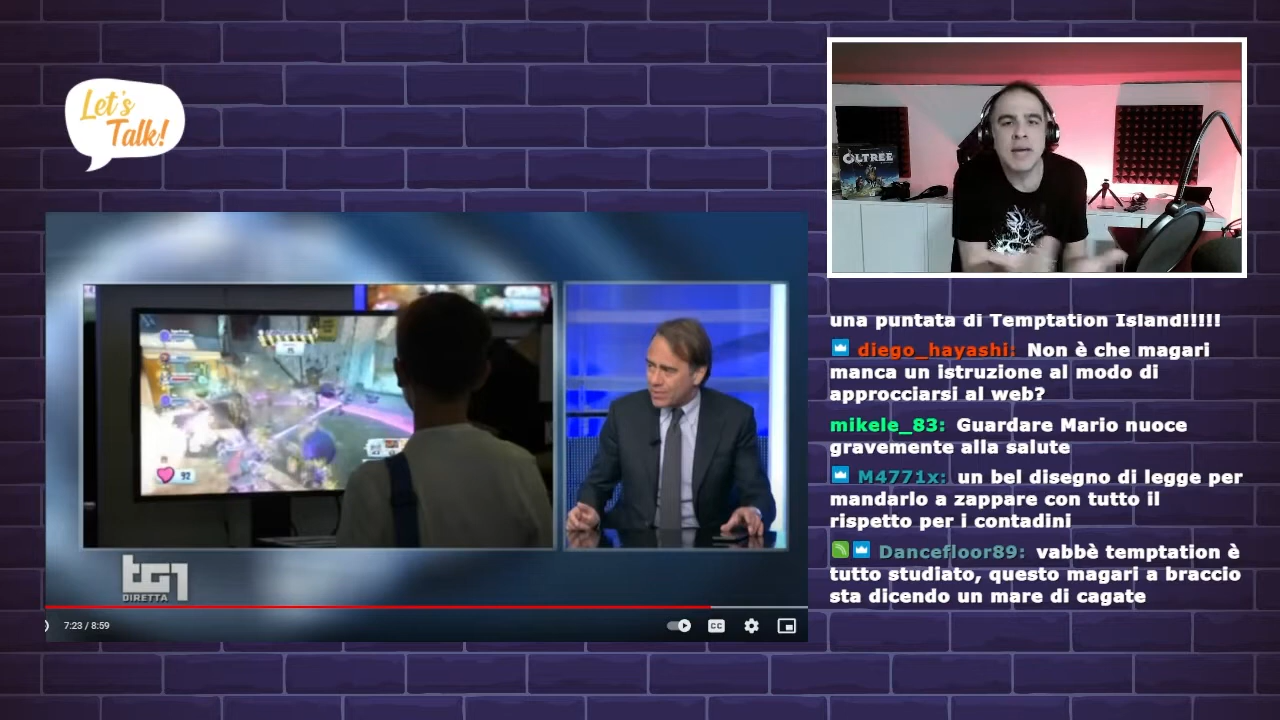 Let's
Talk!
OLTREE
92
tg1
DIRETTA
7:23 / 8:59
CC
una puntata di Temptation Island!!!!!
diego_hayashi: Non è che magari
manca un istruzione al modo di
approcciarsi al web?
mikele_83: Guardare Mario nuoce
gravemente alla salute
M4771x: un bel disegno di legge per
mandarlo a zappare con tutto il
rispetto per i contadini
Dancefloor89: vabbè temptation è
tutto studiato, questo magari a braccio
sta dicendo un mare di cagate